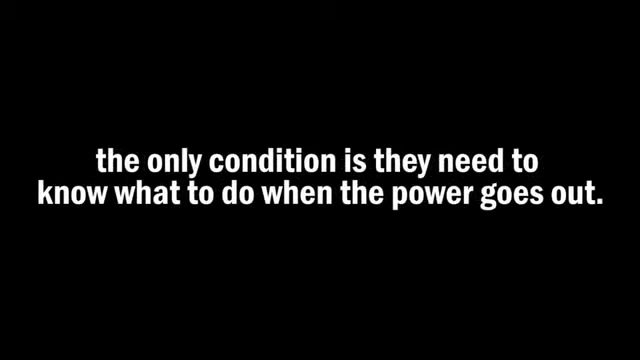 the only condition is they need to
know what to do when the power goes out.